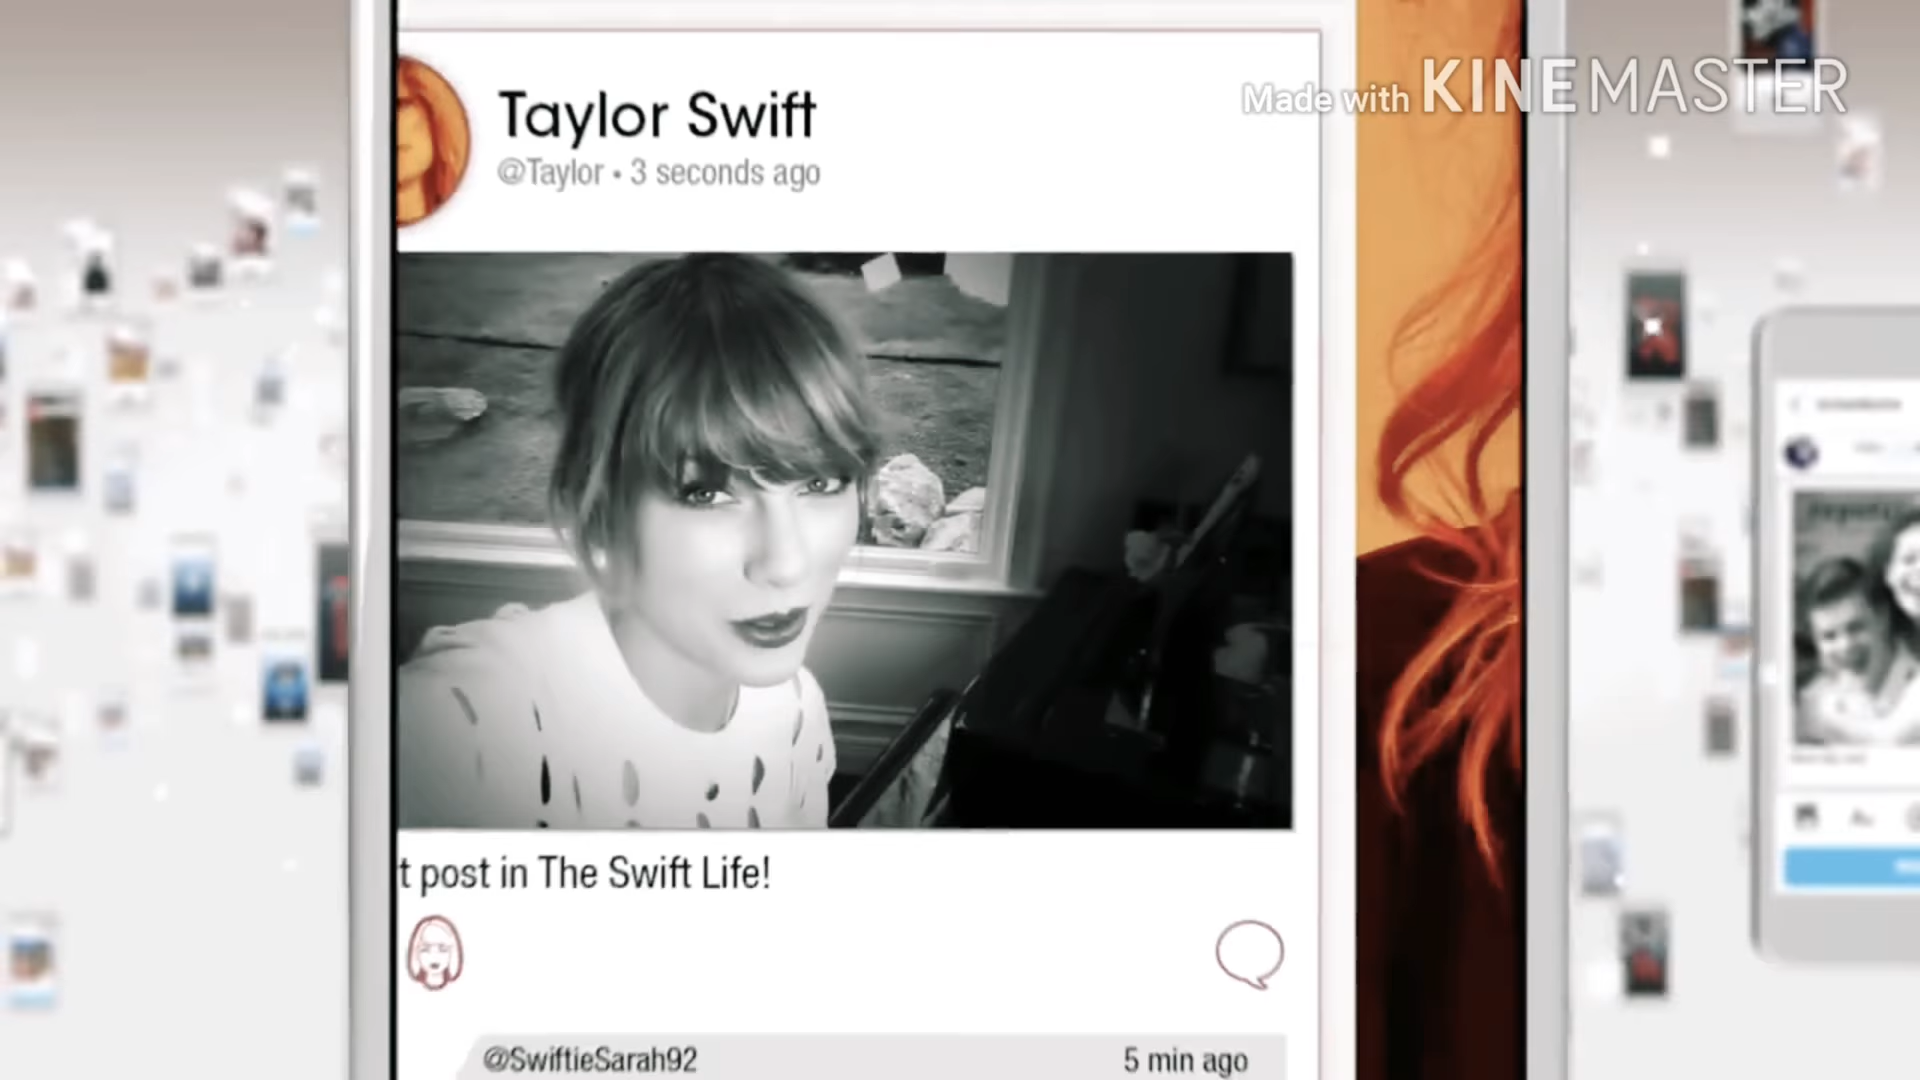 Made with KINEMASTER
Taylor Swift
@Taylor • 3 seconds ago
t post in The Swift Life!
@SwiftieSarah92 5 min ago